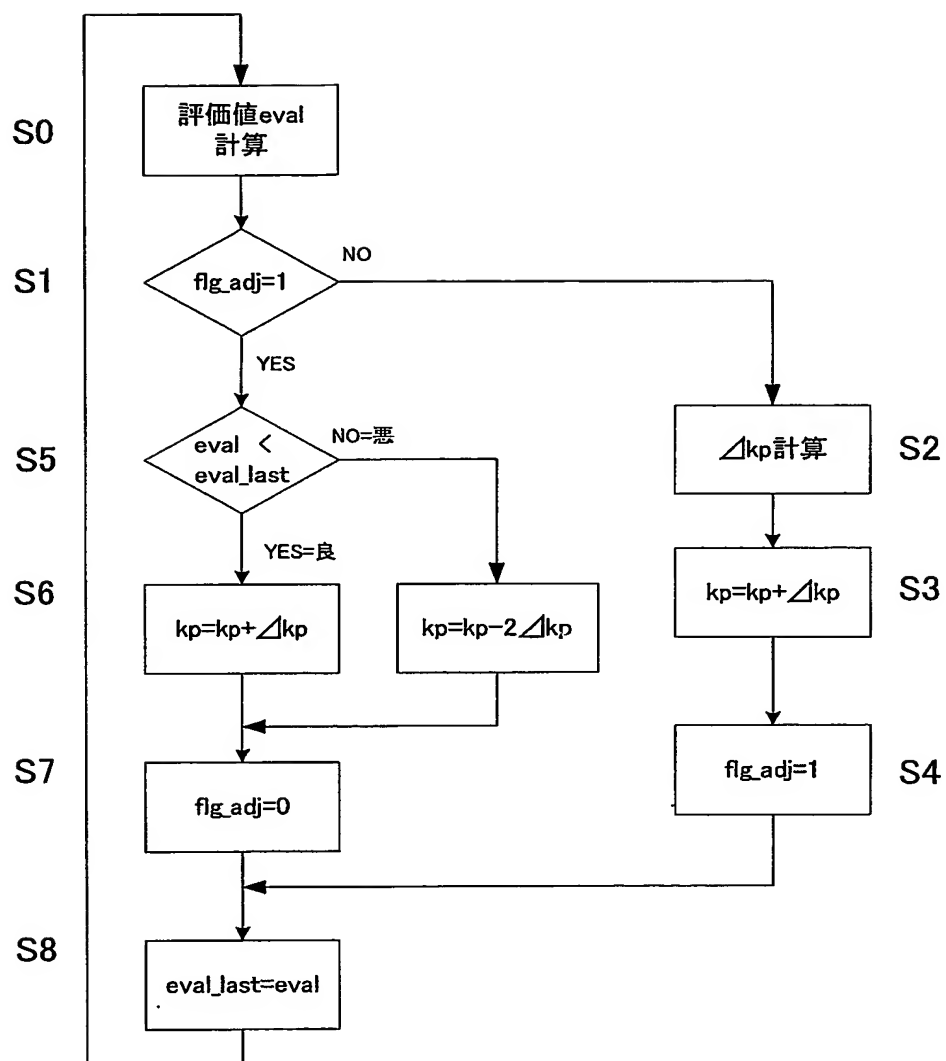 S0
評価値eval
計算
S1
flg_adj=1
NO
YES
S5
eval <
eval_last
NO=悪
YES=良
S2
⊿kp計算
S6
kp=kp+⊿kp
kp=kp-2⊿kp
kp=kp+⊿kp
S3
S7
flg_adj=0
flg_adj=1
S4
S8
eval_last=eval